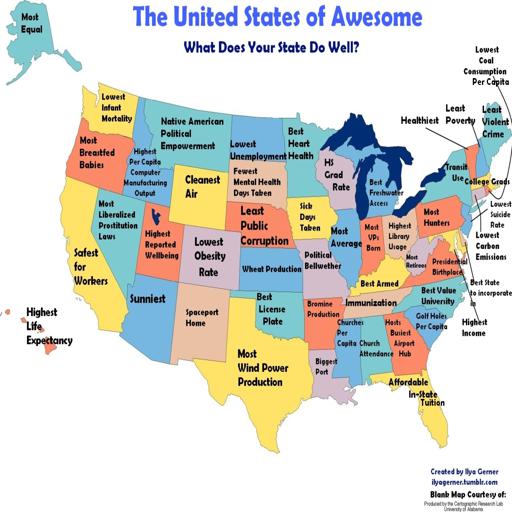 The United States of Awesome
What Does Your State Do Well?
Most
Equal
Lowest
Coal
Consumption
Per Capita
Least
Poverty
Least
Violent
Crime
Healthiest
Lowest
Infant
Mortality
Native American
Political
Empowerment
Lowest
Unemployment
Best
Heart
Health
HS
Grad
Rate
Most
Breastfed
Babies
Highest
Per Capita
Computer
Manufacturing
Output
Cleanest
Air
Fewest
Mental Health
Days Taken
Best
Freshwater
Access
Transit
Use
College Grads
Lowest
Suicide
Rate
Lowest
Carbon
Emissions
Most
Liberalized
Prostitution
Laws
Highest
Reported
Wellbeing
Least
Public
Corruption
Sick
Days
Taken
Most
Average
Most
VPs
Born
Highest
Library
Usage
Most
Hunters
Most
Retirees
Presidential
Birthplace
Best State
to incorporate
Highest
Income
Safest
for
Workers
Lowest
Obesity
Rate
Wheat Production
Political
Bellwether
Best Armed
Best Value
University
Sunniest
Spaceport
Home
Best
License
Plate
Bromine
Production
Immunization
Golf Holes
Per Capita
Churches
Per
Capita
Church
Attendance
Hosts
Busiest
Airport
Hub
Biggest
Port
Most
Wind Power
Production
Affordable
In-State
Tuition
Highest
Life
Expectancy
Created by Ilya Gerner
ilyagerner.tumblr.com
Blank Map Courtesy of:
Produced by the Cartographic Research Lab
University of Alabama